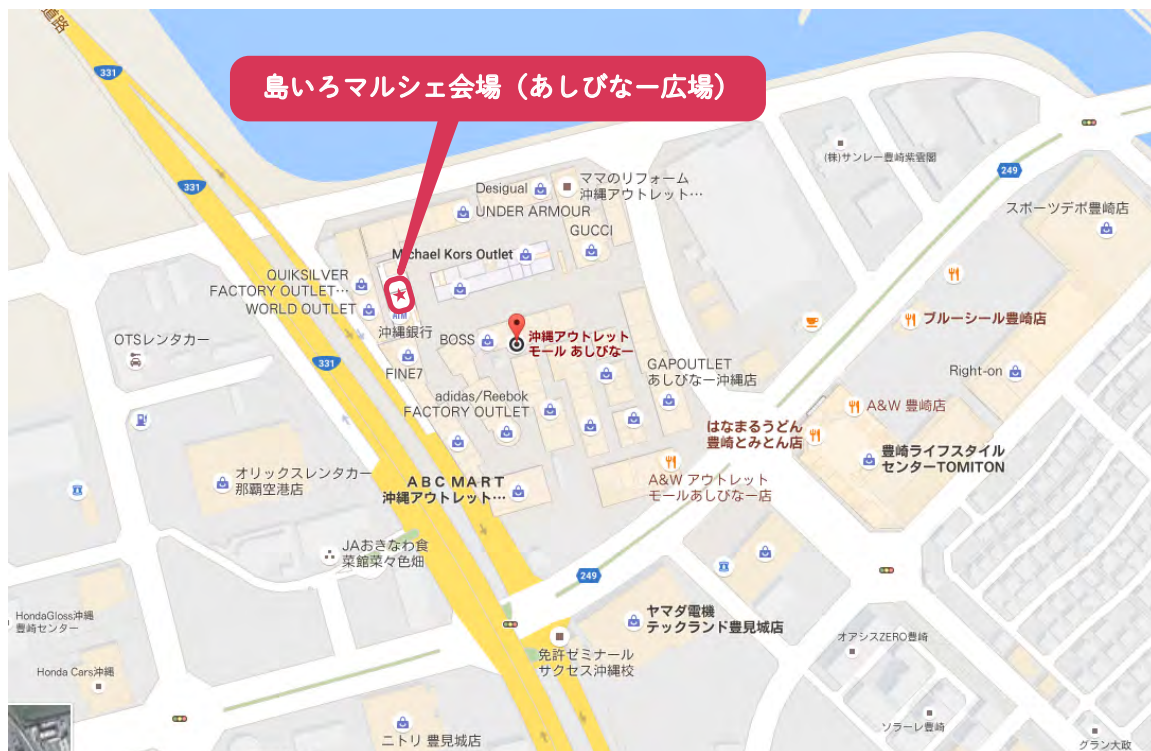 道路
331
島いろマルシェ会場（あしびなー広場）
249
(株)サンレー豊崎紫雲閣
331
Desigual
ママのリフォーム
沖縄アウトレット…
UNDER ARMOUR
GUCCI
スポーツデポ豊崎店
Michael Kors Outlet
QUIKSILVER
FACTORY OUTLET…
WORLD OUTLET
ATM
沖縄銀行
ブルーシール豊崎店
OTSレンタカー
BOSS
沖縄アウトレット
モール あしびなー
331
FINE7
GAPOUTLET
あしびなー沖縄店
Right-on
adidas/Reebok
FACTORY OUTLET
A&W 豊崎店
はなまるうどん
豊崎とみとん店
豊崎ライフスタイル
センターTOMITON
オリックスレンタカー
那覇空港店
ABC MART
沖縄アウトレット…
A&W アウトレット
モールあしびなー店
JAおきなわ食
菜館菜々色畑
249
HondaGloss沖縄
豊崎センター
ヤマダ電機
テックランド豊見城店
オアシスZERO豊崎
免許ゼミナール
サクセス沖縄校
Honda Cars沖縄
ソラーレ豊崎
ニトリ 豊見城店
グラン大政